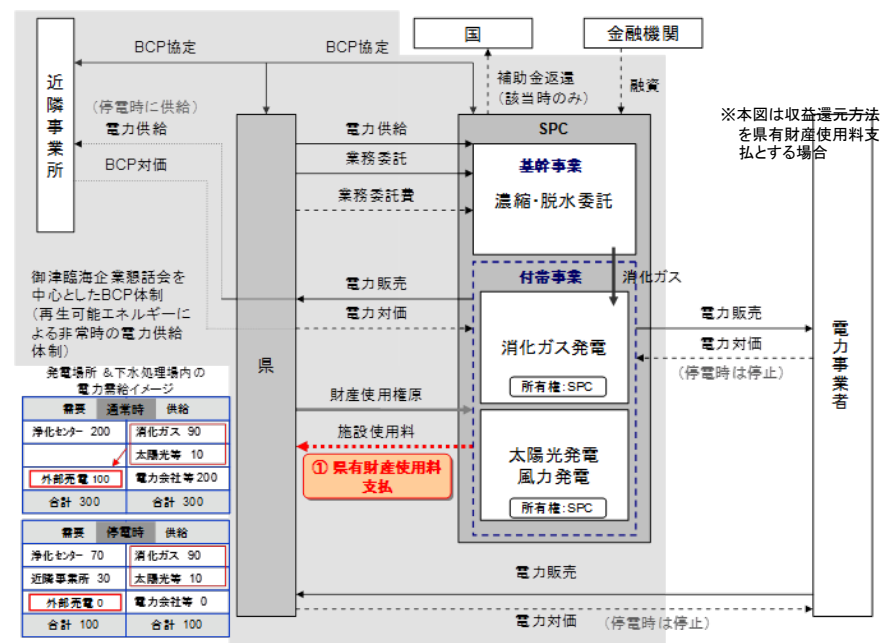 国
金融機関
BCP協定
BCP協定
補助金返還
(該当時のみ)
融資
※本図は収益還元方法
を県有財産使用料支
払とする場合
近隣事業所
(停電時に供給)
電力供給
BCP対価
電力供給
業務委託
業務委託費
SPC
基幹事業
濃縮・脱水委託
御津臨海企業懇話会を
中心としたBCP体制
(再生可能エネルギーに
よる非常時の電力供給
体制)
県
電力販売
電力対価
付帯事業
消化ガス
消化ガス発電
所有権:SPC
電力販売
電力対価
(停電時は停止)
電力事業者
財産使用権原
施設使用料
① 県有財産使用料
支払
太陽光発電
風力発電
所有権:SPC
発電場所 &下水処理場内の
電力需給イメージ
需要 通常時 供給
浄化センター 200 消化ガス 90
太陽光等 10
外部売電 100 電力会社等 200
合計 300 合計 300
需要 停電時 供給
浄化センター 70 消化ガス 90
近隣事業所 30 太陽光等 10
外部売電 0 電力会社等 0
合計 100 合計 100
電力販売
電力対価 (停電時は停止)